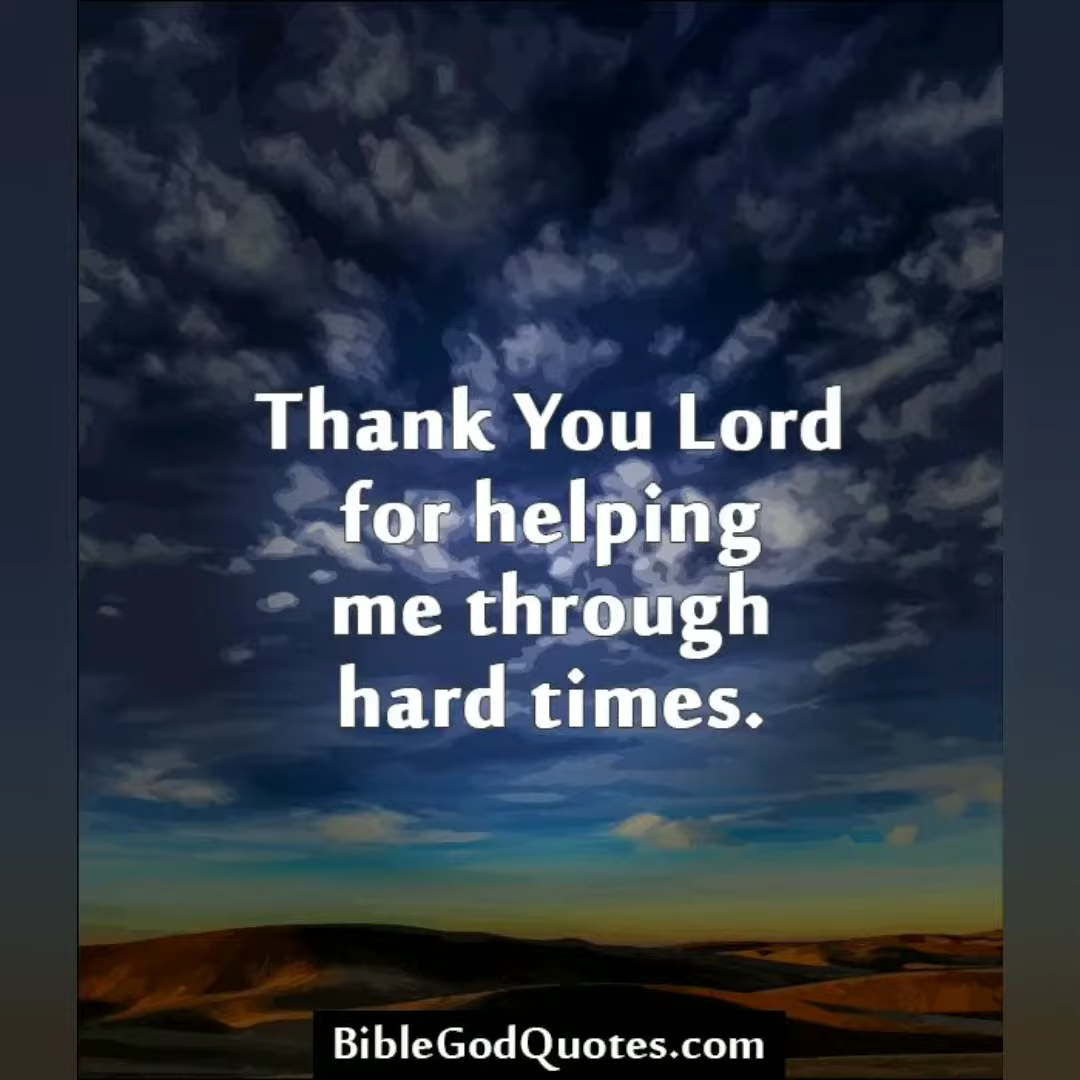 Thank You Lord
for helping
me through
hard times.
BibleGodQuotes.com